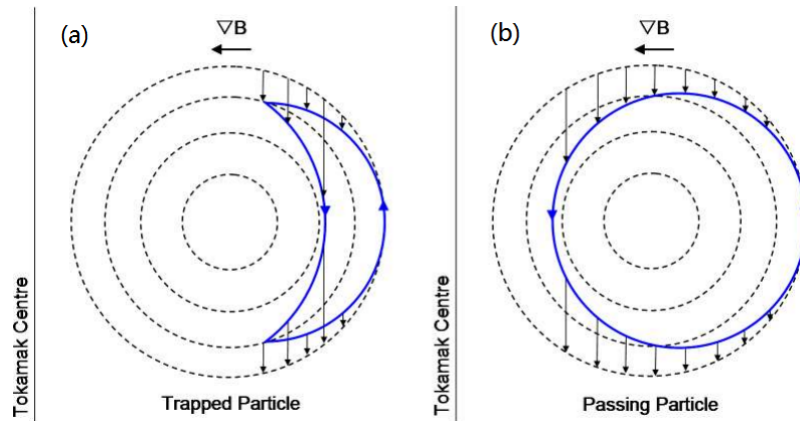 (a)
∇B
Tokamak Centre
Trapped Particle
(b)
∇B
Tokamak Centre
Passing Particle